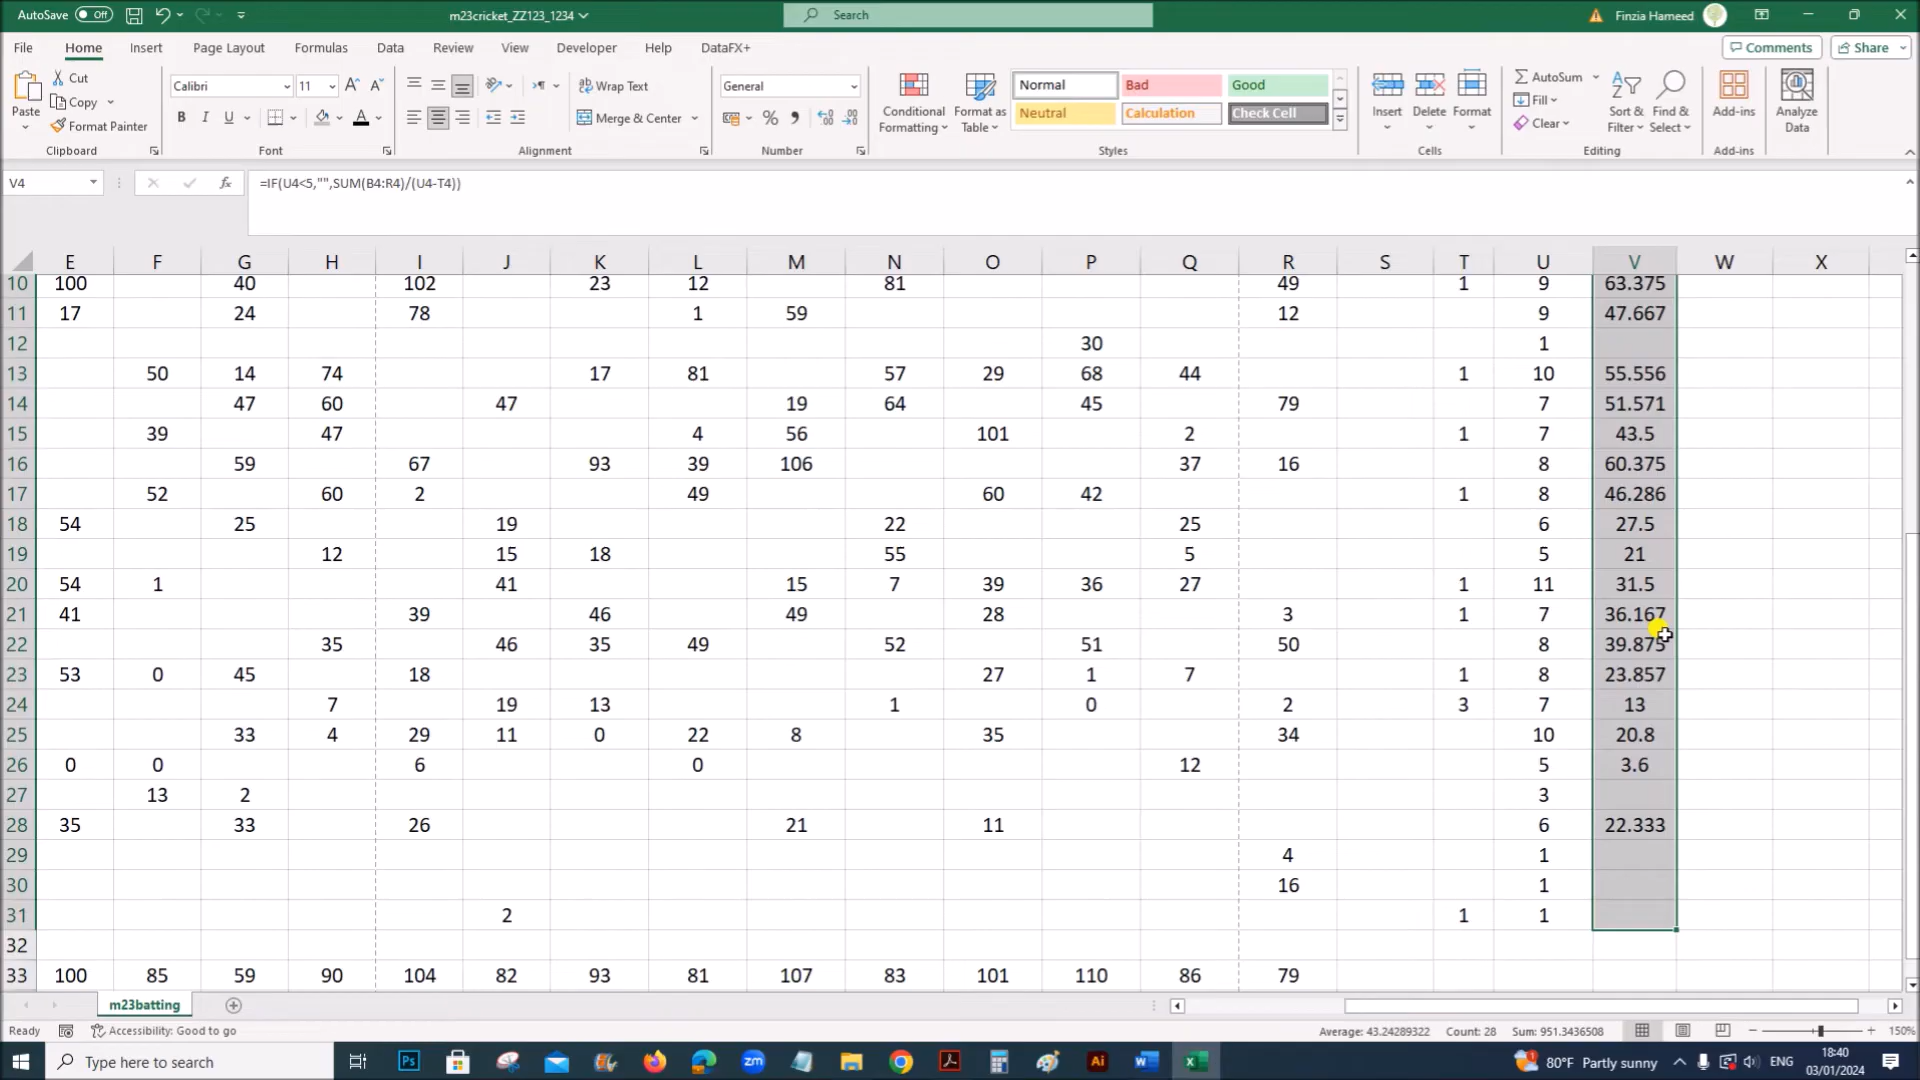 AutoSave Off m23cricket_ZZ123_1234 Search Finzia Hameed
File Home Insert Page Layout Formulas Data Review View Developer Help DataFX+ Comments Share
Paste Cut Copy Format Painter Clipboard
Calibri 11 B I U Font
Wrap Text Merge & Center Alignment
General Number
Conditional Formatting Format as Table Normal Bad Good Neutral Calculation Check Cell Styles
Insert Delete Format Cells
AutoSum Fill Clear Sort & Filter Find & Select Editing
Add-ins Add-ins
Analyze Data
V4 fx =IF(U4<5,"",SUM(B4:R4)/(U4-T4))
E F G H I J K L M N O P Q R S T U V W X
10 100 40 102 23 12 81 49 1 9 63.375
11 17 24 78 1 59 12 9 47.667
12 30 1
13 50 14 74 17 81 57 29 68 44 1 10 55.556
14 47 60 47 19 64 45 79 7 51.571
15 39 47 4 56 101 2 1 7 43.5
16 59 67 93 39 106 37 16 8 60.375
17 52 60 2 49 60 42 1 8 46.286
18 54 25 19 22 25 6 27.5
19 12 15 18 55 5 5 21
20 54 1 41 15 7 39 36 27 1 11 31.5
21 41 39 46 49 28 3 1 7 36.167
22 35 46 35 49 52 51 50 8 39.875
23 53 0 45 18 27 1 7 1 8 23.857
24 7 19 13 1 0 2 3 7 13
25 33 4 29 11 0 22 8 35 34 10 20.8
26 0 0 6 0 12 5 3.6
27 13 2 3
28 35 33 26 21 11 6 22.333
29 4 1
30 16 1
31 2 1 1
32
33 100 85 59 90 104 82 93 81 107 83 101 110 86 79
m23batting
Ready Accessibility: Good to go Average: 43.24289322 Count: 28 Sum: 951.3436508 150%
Type here to search Ps zm Ai 80°F Partly sunny ENG 18:40
03/01/2024